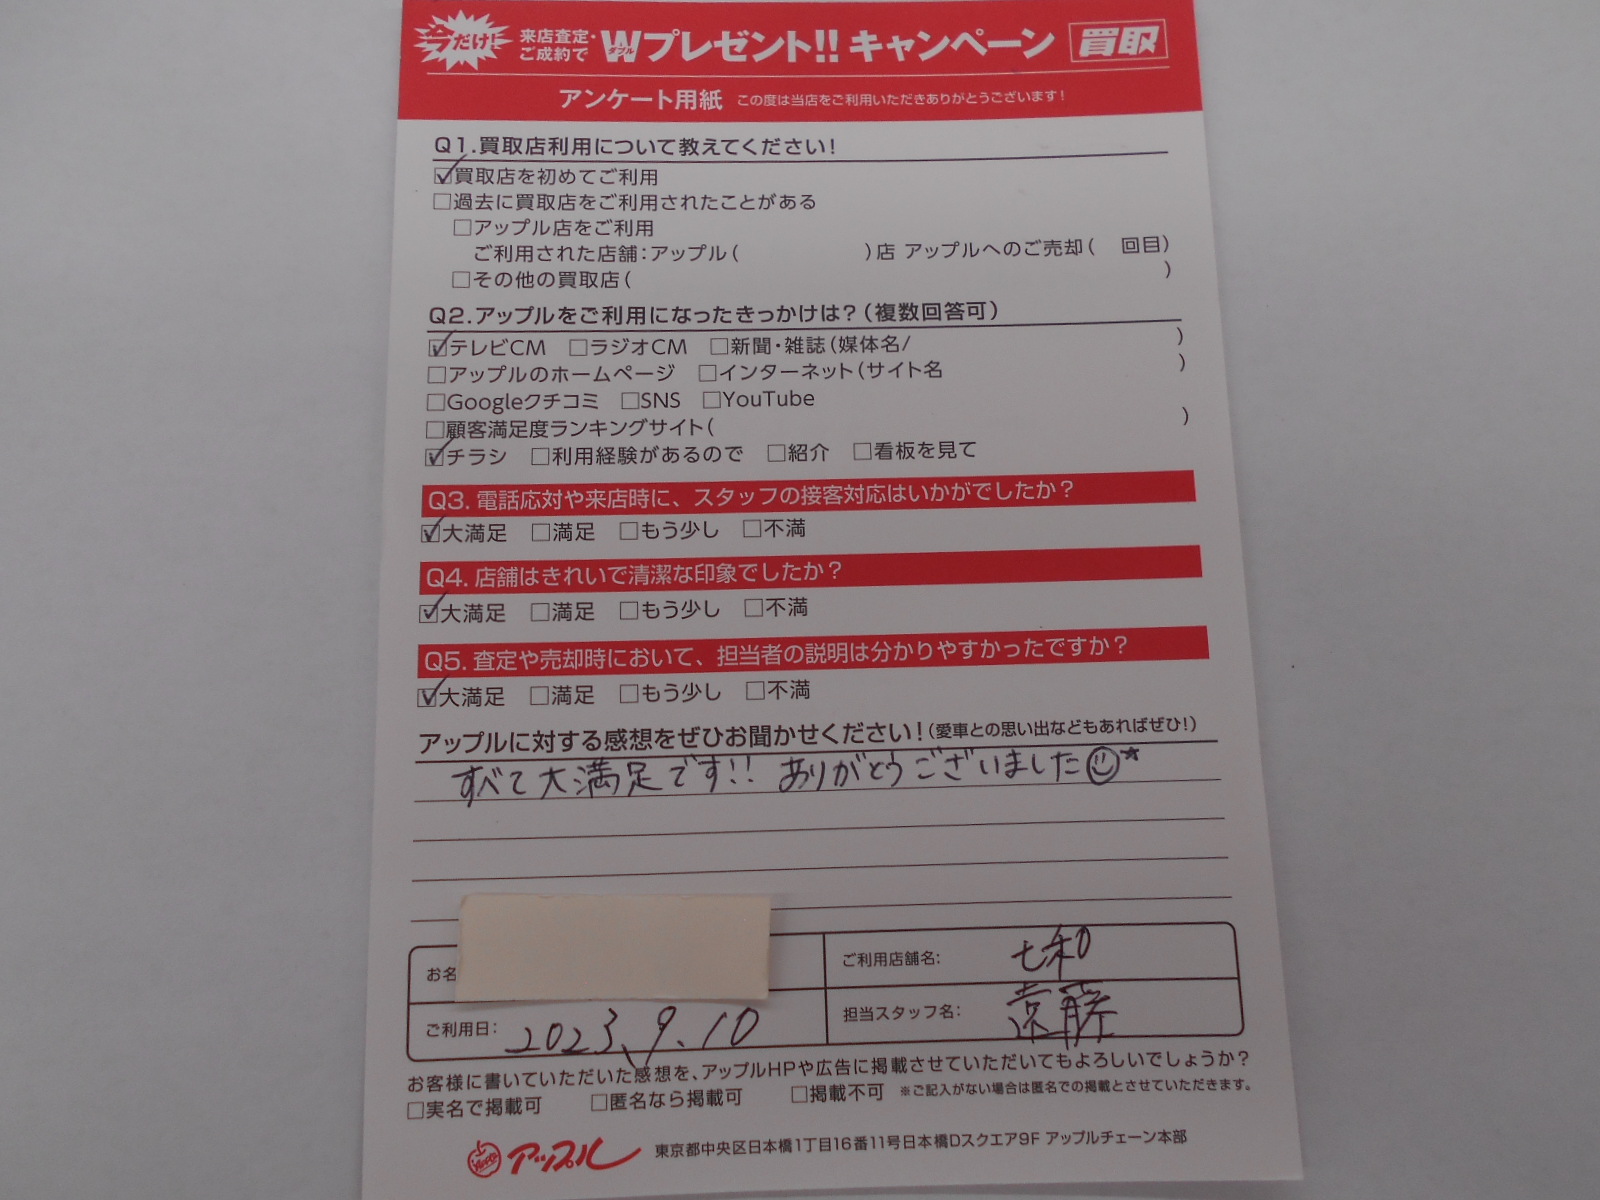 今だけ! 来店査定・ご成約で Wダブルプレゼント!! キャンペーン 買取
アンケート用紙 この度は当店をご利用いただきありがとうございます!
Q1.買取店利用について教えてください!
☑買取店を初めてご利用
□過去に買取店をご利用されたことがある
□アップル店をご利用
ご利用された店舗:アップル( )店 アップルへのご売却( 回目)
□その他の買取店( )
Q2.アップルをご利用になったきっかけは?(複数回答可)
☑テレビCM □ラジオCM □新聞・雑誌(媒体名/ )
□アップルのホームページ □インターネット(サイト名 )
□Googleクチコミ □SNS □YouTube
□顧客満足度ランキングサイト( )
☑チラシ □利用経験があるので □紹介 □看板を見て
Q3.電話応対や来店時に、スタッフの接客対応はいかがでしたか?
☑大満足 □満足 □もう少し □不満
Q4.店舗はきれいで清潔な印象でしたか?
☑大満足 □満足 □もう少し □不満
Q5.査定や売却時において、担当者の説明は分かりやすかったですか?
☑大満足 □満足 □もう少し □不満
アップルに対する感想をぜひお聞かせください!(愛車との思い出などもあればぜひ!)
すべて大満足です!! ありがとうございました☺*
お名
ご利用店舗名: 七和
ご利用日: 2023.9.10
担当スタッフ名: 遠藤
お客様に書いていただいた感想を、アップルHPや広告に掲載させていただいてもよろしいでしょうか?
□実名で掲載可 □匿名なら掲載可 □掲載不可 ※ご記入がない場合は匿名での掲載とさせていただきます。
アップル 東京都中央区日本橋1丁目16番11号日本橋Dスクエア9F アップルチェーン本部